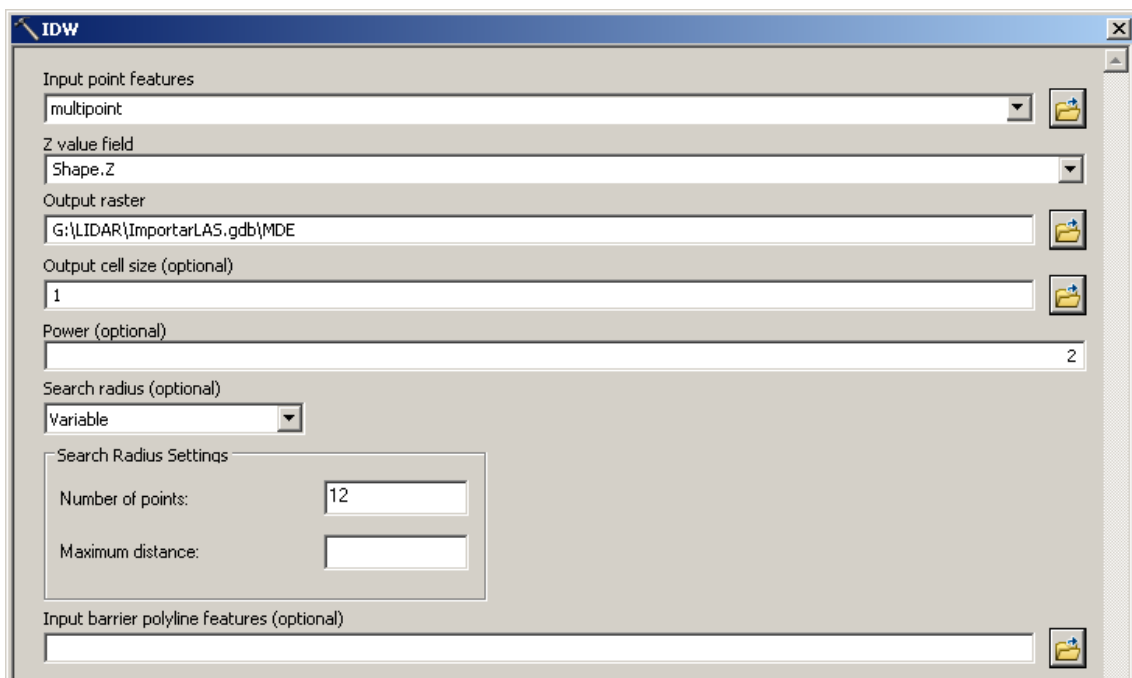 IDW
Input point features
multipoint
Z value field
Shape.Z
Output raster
G:\LIDAR\ImportarLAS.gdb\MDE
Output cell size (optional)
1
Power (optional)
2
Search radius (optional)
Variable
Search Radius Settings
Number of points:
12
Maximum distance:
Input barrier polyline features (optional)